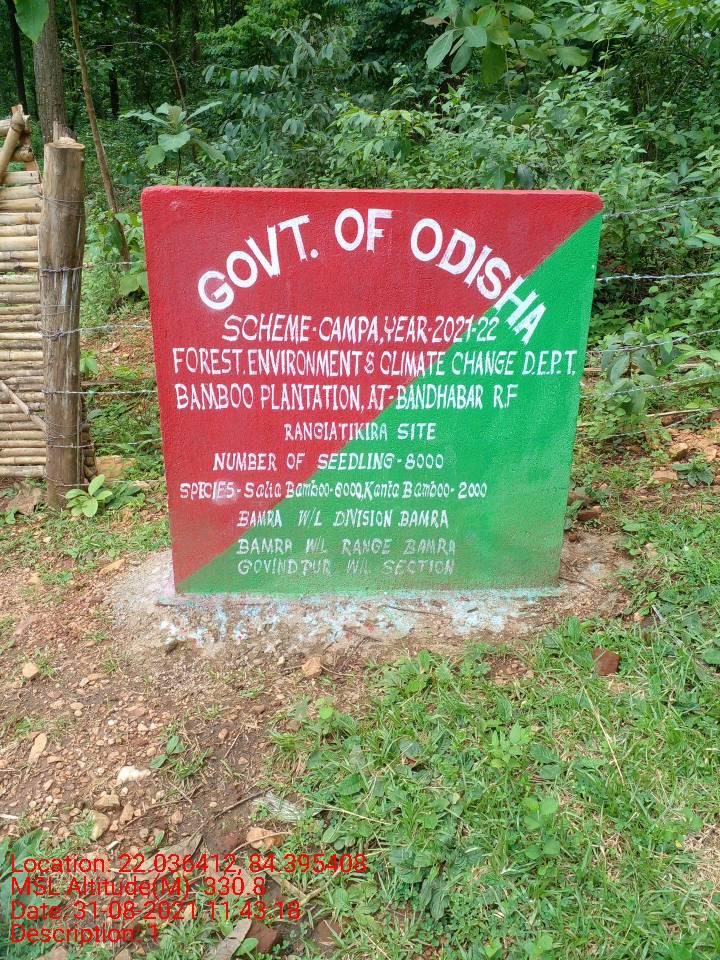 GOVT. OF ODISHA
SCHEME-CAMPA,YEAR-2021-22
FOREST.ENVIRONMENT & CLIMATE CHANGE D.E.P.T.
BAMBOO PLANTATION, AT-BANDHABAR R.F
RANGIATIKIRA SITE
NUMBER OF SEEDLING-8000
SPECIES-Salia Bamboo-6000,Kanta Bamboo-2000
BAMRA W/L DIVISION BAMRA
BAMRA W/L RANGE BAMRA
GOVINDPUR W/L SECTION
Location: 22.036412, 84.395408
MSL Altitude(M): 330.8
Date: 31-08-2021 11:43:18
Description: 1